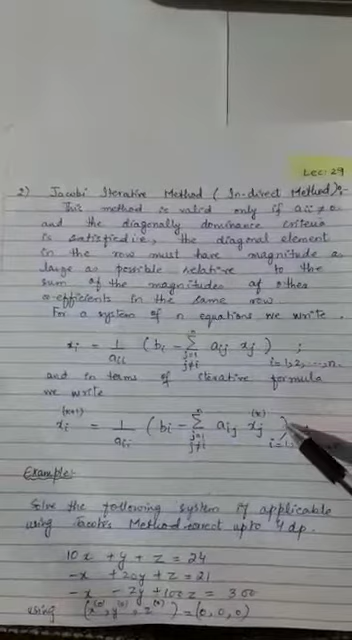 Lec: 29
2) Jacobi Iterative Method (In-direct Method):-
This method is valid only if aii ≠ 0
and the diagonally dominance criteria
is satisfied i.e, the diagonal element
in the row must have magnitude as
large as possible relative to the
sum of the magnitudes of other
co-efficients in the same row.
For a system of n equations we write.
xi = 1/aii (bi - Σ(j=1, j≠i)^n aij xj) ; i=1,2,...,n.
and in terms of iterative formula
we write
xi^(k+1) = 1/aii (bi - Σ(j=1, j≠i)^n aij xj^(k)) i=1
Example:-
Solve the following system if applicable
using Jacobi Method correct upto 4 dp.
10x + y + z = 24
-x + 20y + z = 21
-x - 2y + 100z = 300
using (x^(0), y^(0), z^(0)) = (0,0,0)